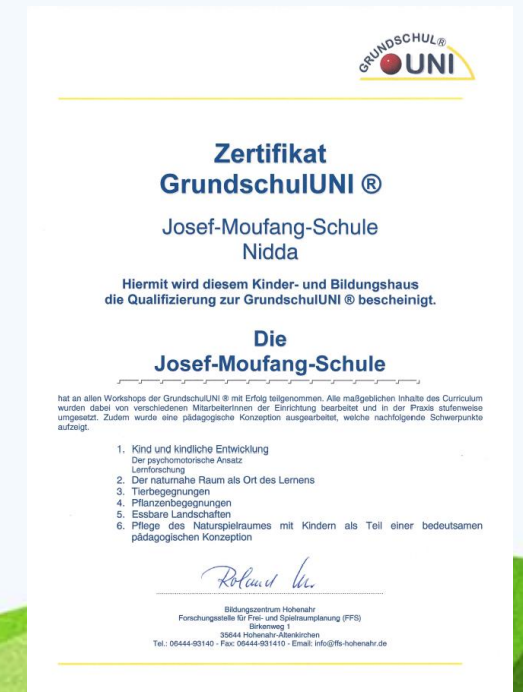 GRUNDSCHUL®
UNI
Zertifikat
GrundschulUNI ®
Josef-Moufang-Schule
Nidda
Hiermit wird diesem Kinder- und Bildungshaus
die Qualifizierung zur GrundschulUNI ® bescheinigt.
Die
Josef-Moufang-Schule
hat an allen Workshops der GrundschulUNI ® mit Erfolg teilgenommen. Alle maßgeblichen Inhalte des Curriculum
wurden dabei von verschiedenen MitarbeiterInnen der Einrichtung bearbeitet und in der Praxis stufenweise
umgesetzt. Zudem wurde eine pädagogische Konzeption ausgearbeitet, welche nachfolgende Schwerpunkte
aufzeigt.
1. Kind und kindliche Entwicklung
Der psychomotorische Ansatz
Lernforschung
2. Der naturnahe Raum als Ort des Lernens
3. Tierbegegnungen
4. Pflanzenbegegnungen
5. Essbare Landschaften
6. Pflege des Naturspielraumes mit Kindern als Teil einer bedeutsamen
pädagogischen Konzeption
Roland
Bildungszentrum Hohenahr
Forschungsstelle für Frei- und Spielraumplanung (FFS)
Birkenweg 1
35644 Hohenahr-Altenkirchen
Tel.: 06444-93140 - Fax: 06444-931410 - Email: info@ffs-hohenahr.de